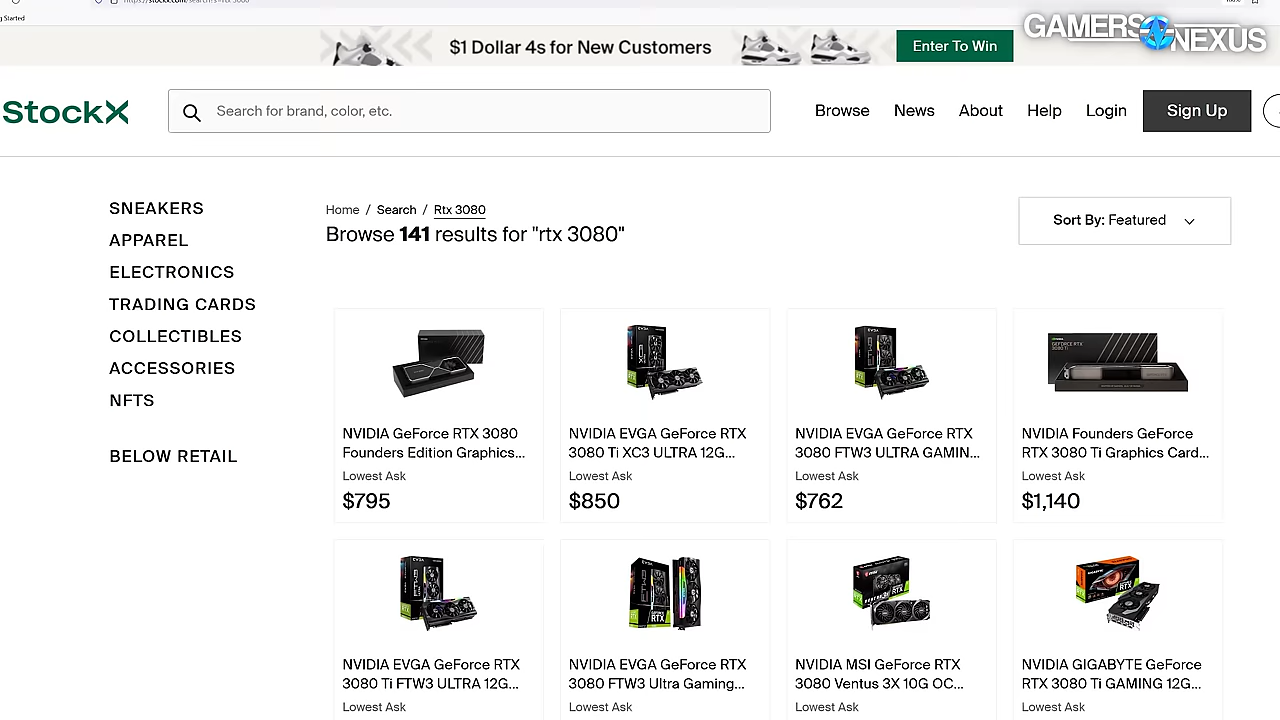 g Started
https://stockx.com/search?s=rtx 3080
GAMERS NEXUS
$1 Dollar 4s for New Customers
Enter To Win
StockX
Search for brand, color, etc.
Browse
News
About
Help
Login
Sign Up
SNEAKERS
APPAREL
ELECTRONICS
TRADING CARDS
COLLECTIBLES
ACCESSORIES
NFTS
BELOW RETAIL
Home / Search / Rtx 3080
Browse 141 results for "rtx 3080"
Sort By: Featured
NVIDIA GeForce RTX 3080
Founders Edition Graphics...
Lowest Ask
$795
NVIDIA EVGA GeForce RTX
3080 Ti XC3 ULTRA 12G...
Lowest Ask
$850
NVIDIA EVGA GeForce RTX
3080 FTW3 ULTRA GAMIN...
Lowest Ask
$762
NVIDIA Founders GeForce
RTX 3080 Ti Graphics Card...
Lowest Ask
$1,140
NVIDIA EVGA GeForce RTX
3080 Ti FTW3 ULTRA 12G...
Lowest Ask
NVIDIA EVGA GeForce RTX
3080 FTW3 Ultra Gaming...
Lowest Ask
NVIDIA MSI GeForce RTX
3080 Ventus 3X 10G OC...
Lowest Ask
NVIDIA GIGABYTE GeForce
RTX 3080 Ti GAMING 12G...
Lowest Ask